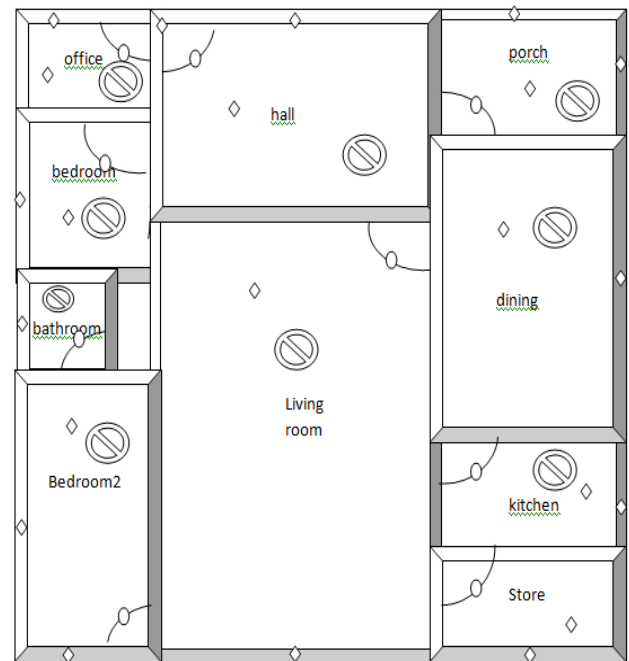 office
hall
porch
bedroom
dining
bathroom
Living
room
Bedroom2
kitchen
Store